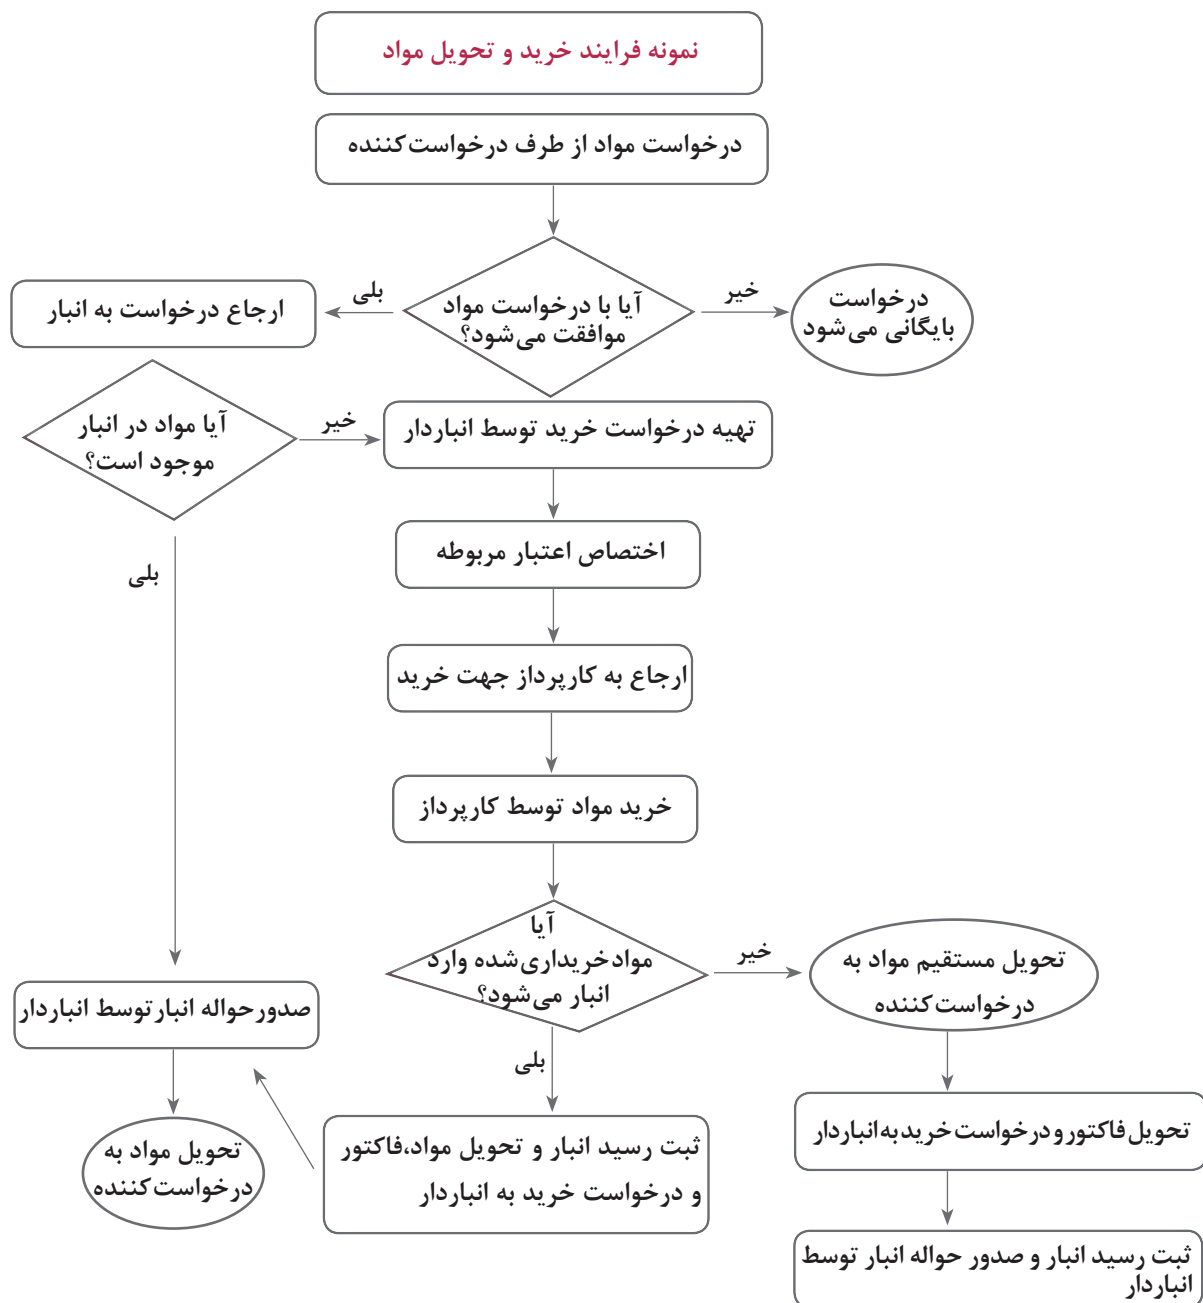 نمونه فرایند خرید و تحویل مواد
درخواست مواد از طرف درخواست‌کننده
آیا با درخواست مواد
موافقت می‌شود؟
خیر
درخواست
بایگانی می‌شود
بلی
ارجاع درخواست به انبار
آیا مواد در انبار
موجود است؟
خیر
تهیه درخواست خرید توسط انباردار
اختصاص اعتبار مربوطه
ارجاع به کارپرداز جهت خرید
خرید مواد توسط کارپرداز
آیا
مواد خریداری‌شده وارد
انبار می‌شود؟
خیر
تحویل مستقیم مواد به
درخواست‌کننده
تحویل فاکتور و درخواست خرید به انباردار
ثبت رسید انبار و صدور حواله انبار توسط
انباردار
بلی
ثبت رسید انبار و تحویل مواد،فاکتور
و درخواست خرید به انباردار
بلی
صدور حواله انبار توسط انباردار
تحویل مواد به
درخواست‌کننده